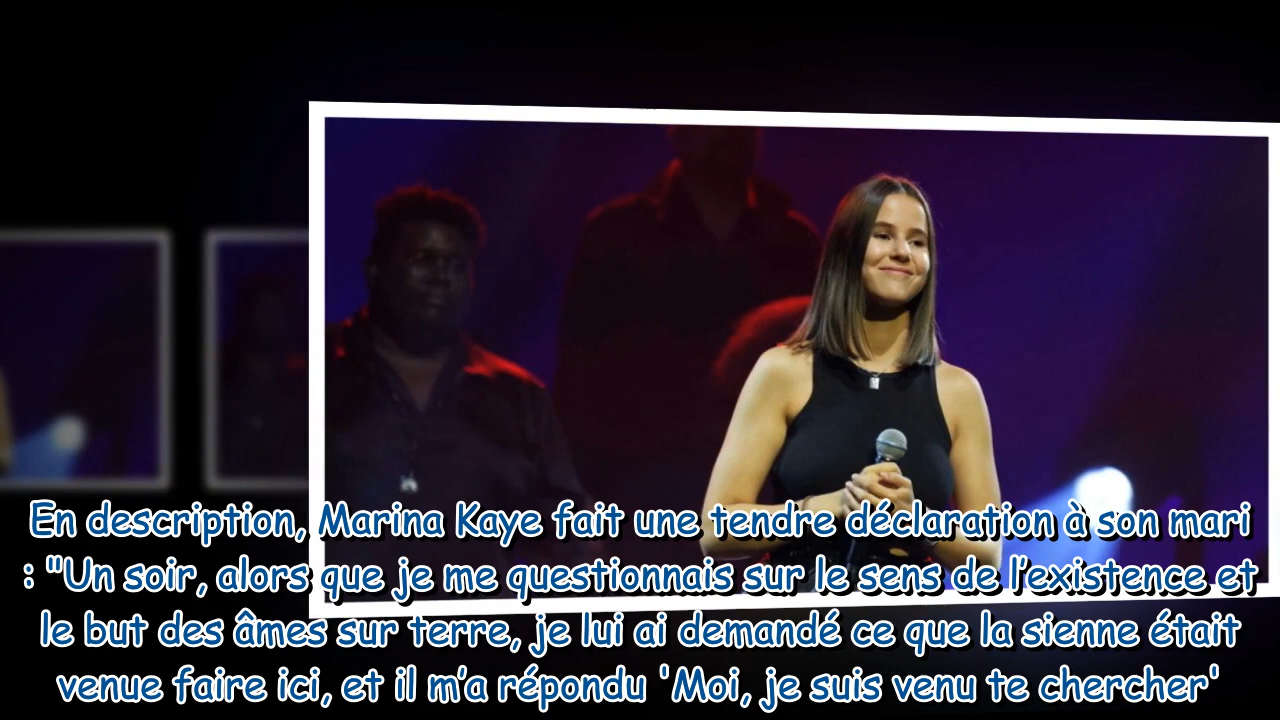 En description, Marina Kaye fait une tendre déclaration à son mari
: "Un soir, alors que je me questionnais sur le sens de l'existence et
le but des âmes sur terre, je lui ai demandé ce que la sienne était
venue faire ici, et il m'a répondu 'Moi, je suis venu te chercher'